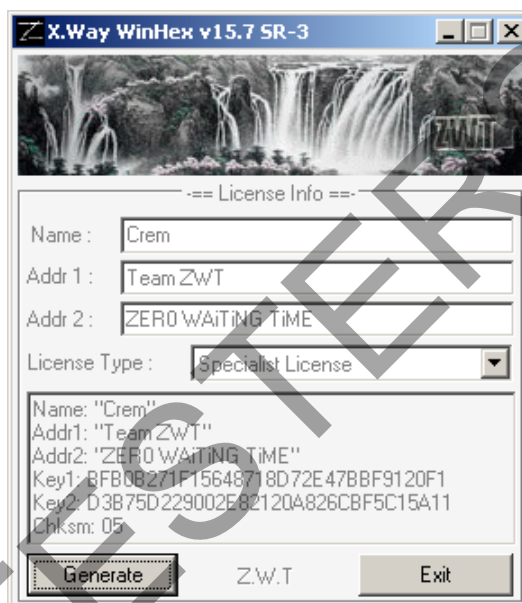 X.Way WinHex v15.7 SR-3
ZWT
-== License Info ==-
Name : Crem
Addr 1 : Team ZWT
Addr 2 : ZER0 WAiTiNG TiME
License Type : Specialist License
Name: "Crem"
Addr1: "Team ZWT"
Addr2: "ZER0 WAiTiNG TiME"
Key1: BFB0B271F15648718D72E47BBF9120F1
Key2: D3B75D229002E82120A826CBF5C15A11
Chksm: 05
Generate Z.W.T Exit